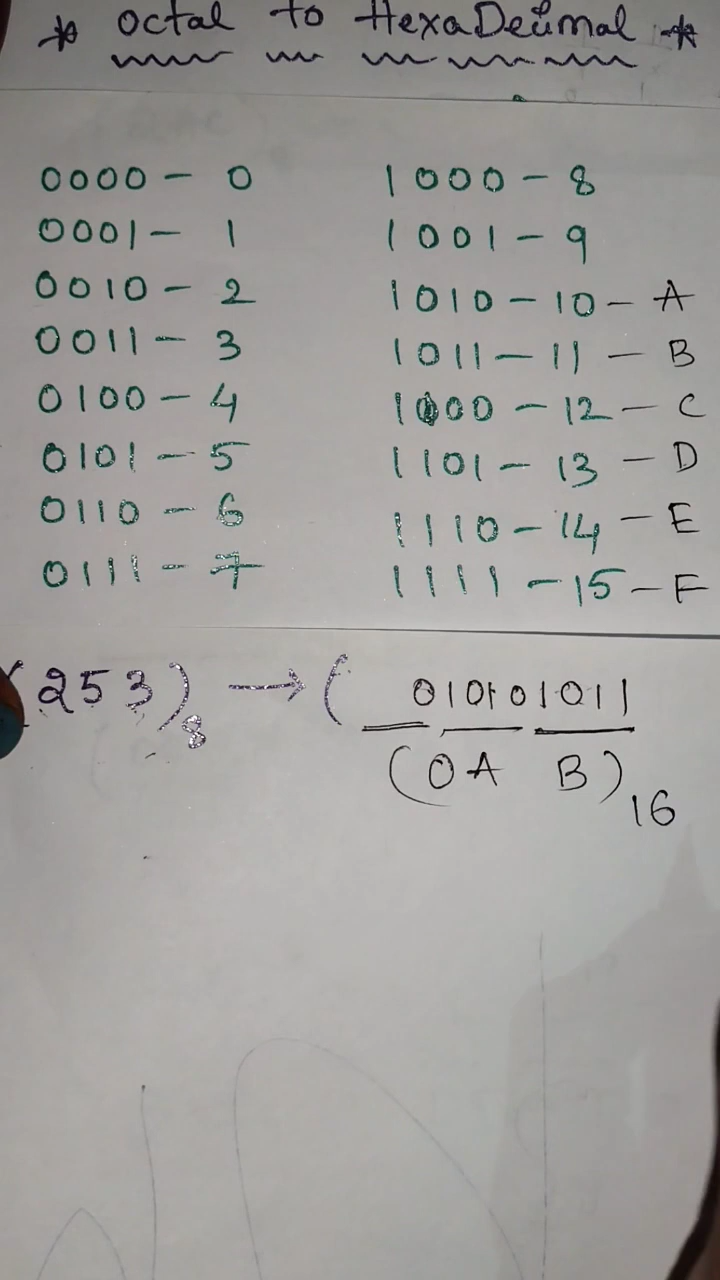 * Octal to HexaDecimal *
0000 - 0 1000 - 8
0001 - 1 1001 - 9
0010 - 2 1010 - 10 - A
0011 - 3 1011 - 11 - B
0100 - 4 1000 - 12 - C
0101 - 5 1101 - 13 - D
0110 - 6 1110 - 14 - E
0111 - 7 1111 - 15 - F
(253)8 → ( 010101011
(0A B)16